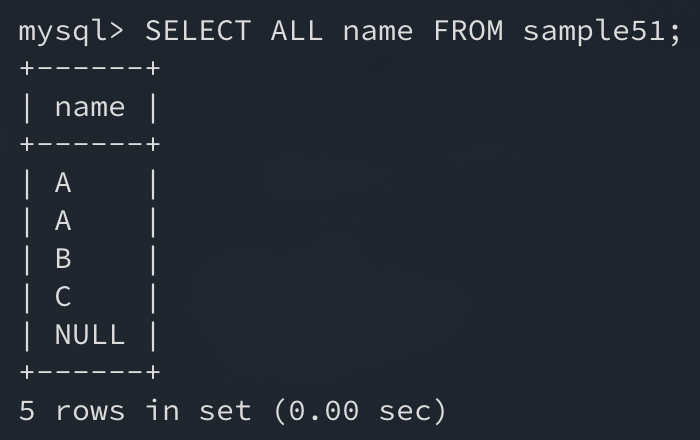 mysql> SELECT ALL name FROM sample51;
+------+
| name |
+------+
| A    |
| A    |
| B    |
| C    |
| NULL |
+------+
5 rows in set (0.00 sec)